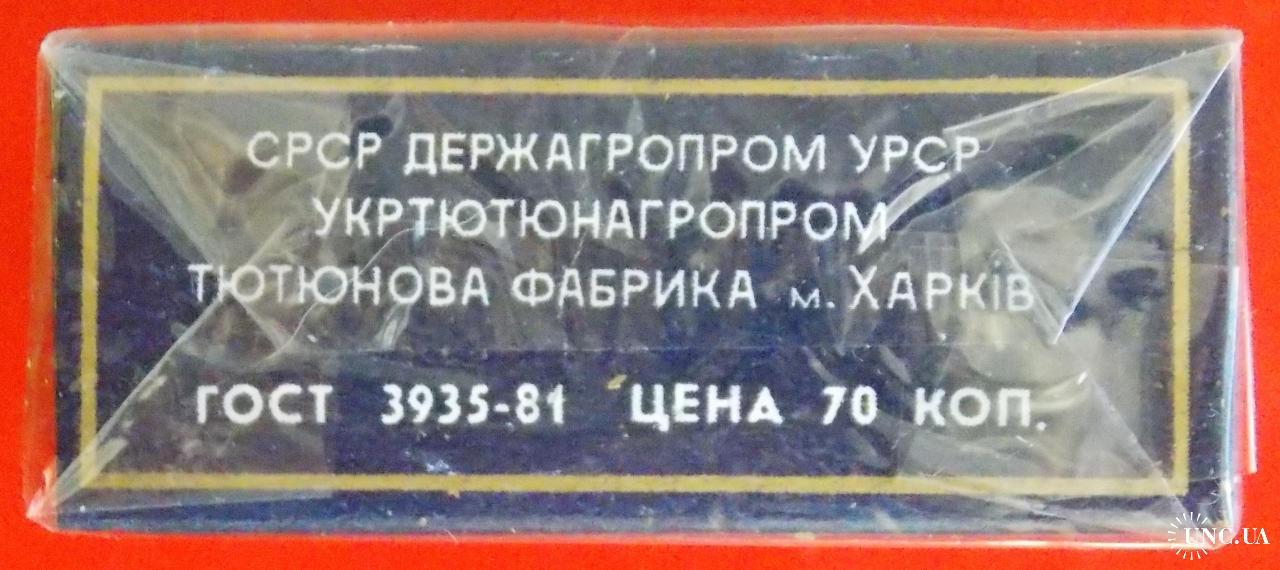 СРСР ДЕРЖАГРОПРОМ УРСР
УКРТЮТЮНАГРОПРОМ
ТЮТЮНОВА ФАБРИКА м. ХАРКіВ
ГОСТ 3935-81 ЦЕНА 70 КОП.
UNC.UA